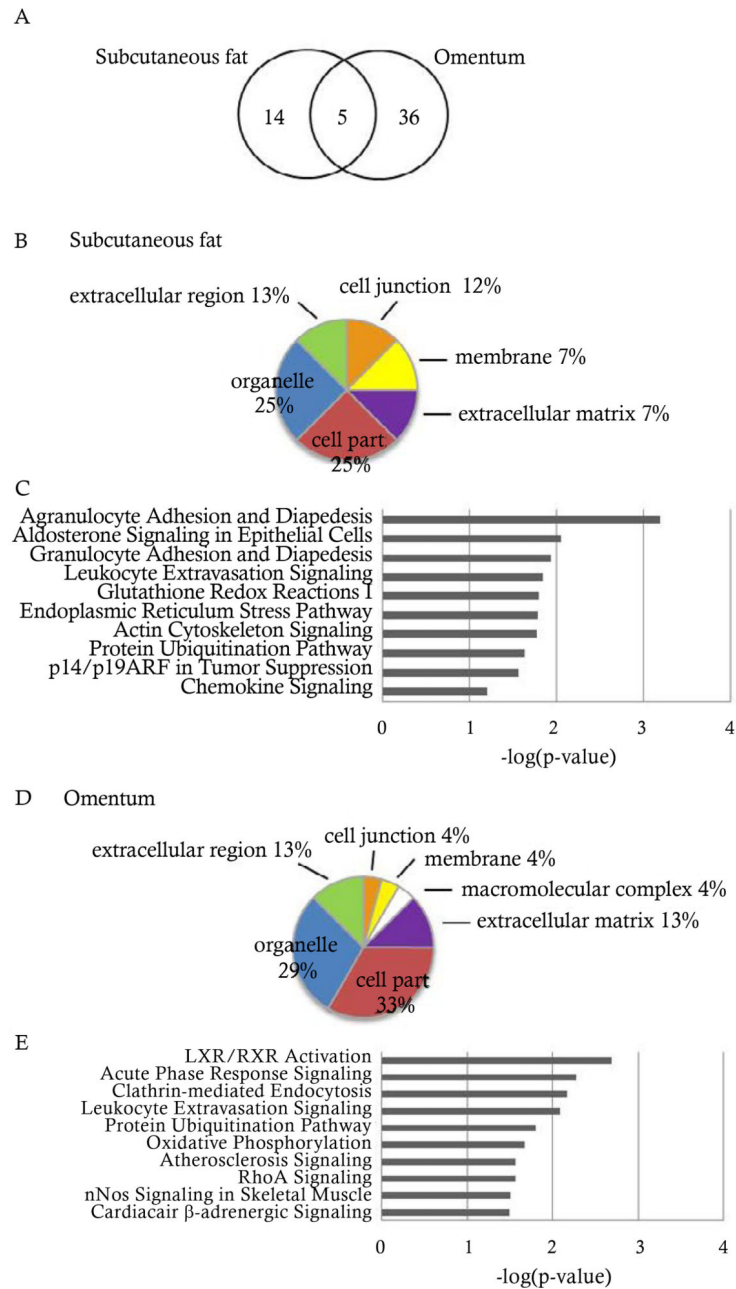 A
Subcutaneous fat
Omentum
14
5
36
B Subcutaneous fat
extracellular region 13%
cell junction 12%
membrane 7%
extracellular matrix 7%
cell part
25%
organelle
25%
C
Agranulocyte Adhesion and Diapedesis
Aldosterone Signaling in Epithelial Cells
Granulocyte Adhesion and Diapedesis
Leukocyte Extravasation Signaling
Glutathione Redox Reactions I
Endoplasmic Reticulum Stress Pathway
Actin Cytoskeleton Signaling
Protein Ubiquitination Pathway
p14/p19ARF in Tumor Suppression
Chemokine Signaling
0 1 2 3 4
-log(p-value)
D Omentum
extracellular region 13%
cell junction 4%
membrane 4%
macromolecular complex 4%
extracellular matrix 13%
organelle
29%
cell part
33%
E
LXR/RXR Activation
Acute Phase Response Signaling
Clathrin-mediated Endocytosis
Leukocyte Extravasation Signaling
Protein Ubiquitination Pathway
Oxidative Phosphorylation
Atherosclerosis Signaling
RhoA Signaling
nNos Signaling in Skeletal Muscle
Cardiacair β-adrenergic Signaling
0 1 2 3 4
-log(p-value)